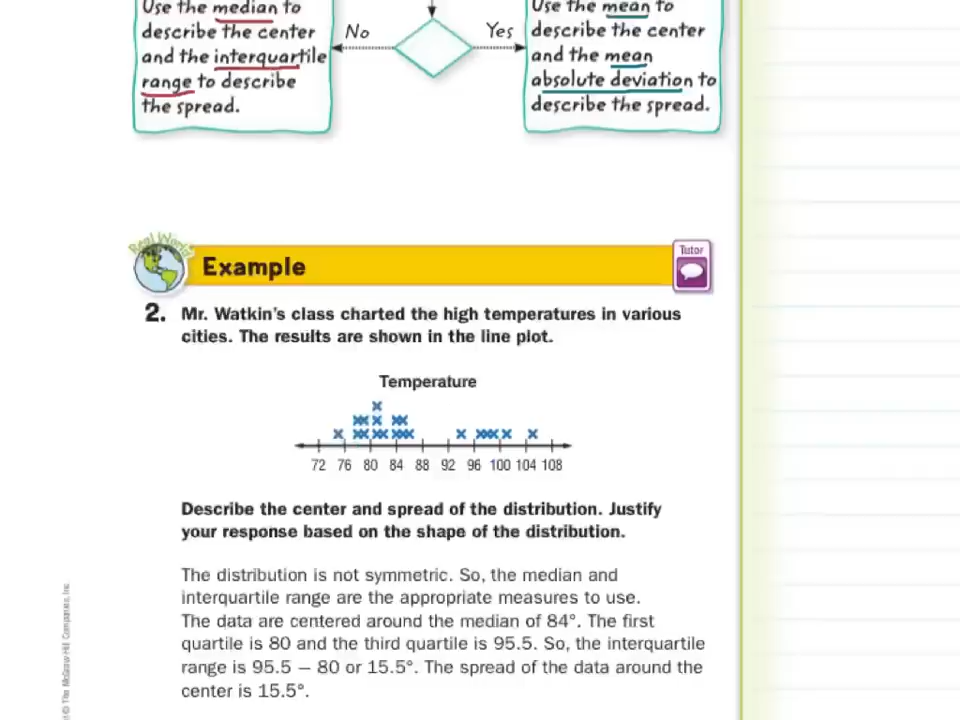 Use the median to
describe the center
and the interquartile
range to describe
the spread.
No
Yes
Use the mean to
describe the center
and the mean
absolute deviation to
describe the spread.
Real World
Example
Tutor
2. Mr. Watkin's class charted the high temperatures in various
cities. The results are shown in the line plot.
Temperature
72 76 80 84 88 92 96 100 104 108
Describe the center and spread of the distribution. Justify
your response based on the shape of the distribution.
The distribution is not symmetric. So, the median and
interquartile range are the appropriate measures to use.
The data are centered around the median of 84°. The first
quartile is 80 and the third quartile is 95.5. So, the interquartile
range is 95.5 − 80 or 15.5°. The spread of the data around the
center is 15.5°.
© The McGraw-Hill Companies, Inc.